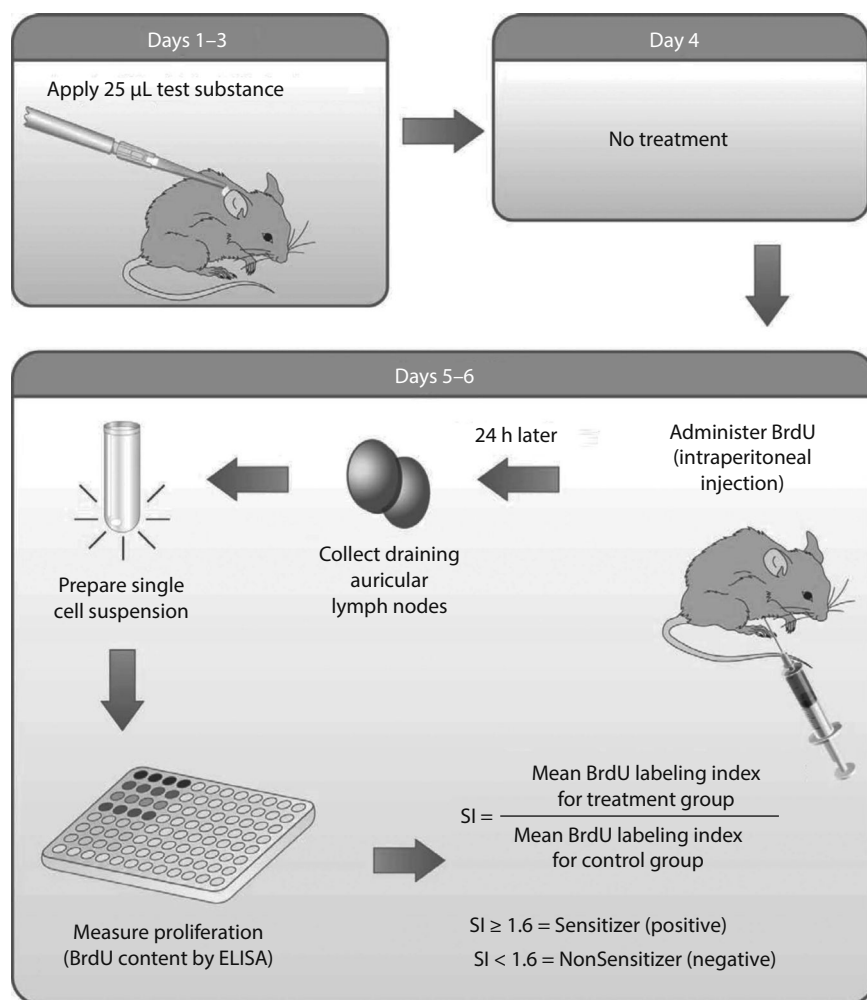 Days 1–3
Apply 25 µL test substance
Day 4
No treatment
Days 5–6
Administer BrdU
(intraperitoneal
injection)
24 h later
Collect draining
auricular
lymph nodes
Prepare single
cell suspension
Measure proliferation
(BrdU content by ELISA)
SI =
Mean BrdU labeling index
for treatment group
Mean BrdU labeling index
for control group
SI ≥ 1.6 = Sensitizer (positive)
SI < 1.6 = NonSensitizer (negative)